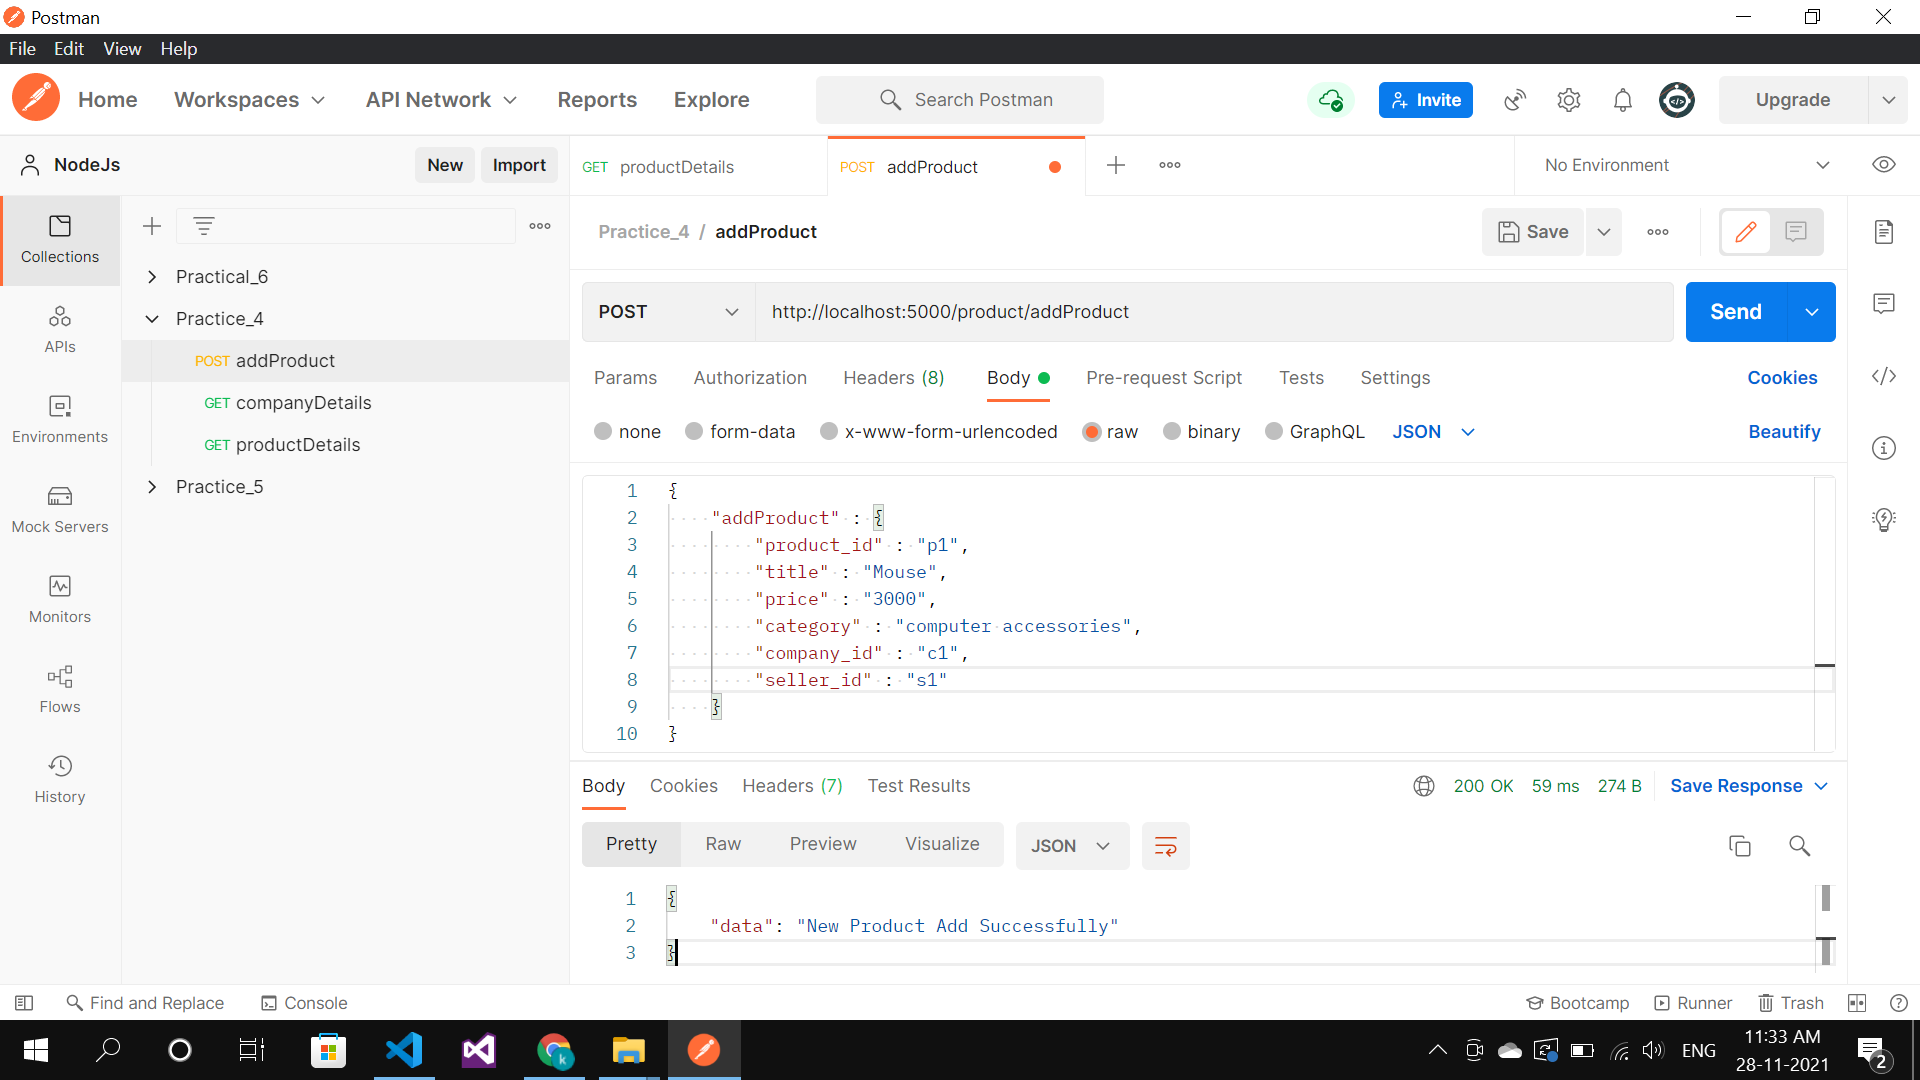 Postman
File Edit View Help
Home Workspaces API Network Reports Explore Search Postman Invite Upgrade
NodeJs New Import GET productDetails POST addProduct No Environment
Collections
APIs
Environments
Mock Servers
Monitors
Flows
History
Practical_6
Practice_4
POST addProduct
GET companyDetails
GET productDetails
Practice_5
Practice_4 / addProduct Save
POST http://localhost:5000/product/addProduct Send
Params Authorization Headers (8) Body Pre-request Script Tests Settings Cookies
none form-data x-www-form-urlencoded raw binary GraphQL JSON Beautify
1 {
2 "addProduct" : {
3 "product_id" : "p1",
4 "title" : "Mouse",
5 "price" : "3000",
6 "category" : "computer accessories",
7 "company_id" : "c1",
8 "seller_id" : "s1"
9 }
10 }
Body Cookies Headers (7) Test Results 200 OK 59 ms 274 B Save Response
Pretty Raw Preview Visualize JSON
1 {
2 "data": "New Product Add Successfully"
3 }
Find and Replace Console Bootcamp Runner Trash
k ENG 11:33 AM
28-11-2021 2